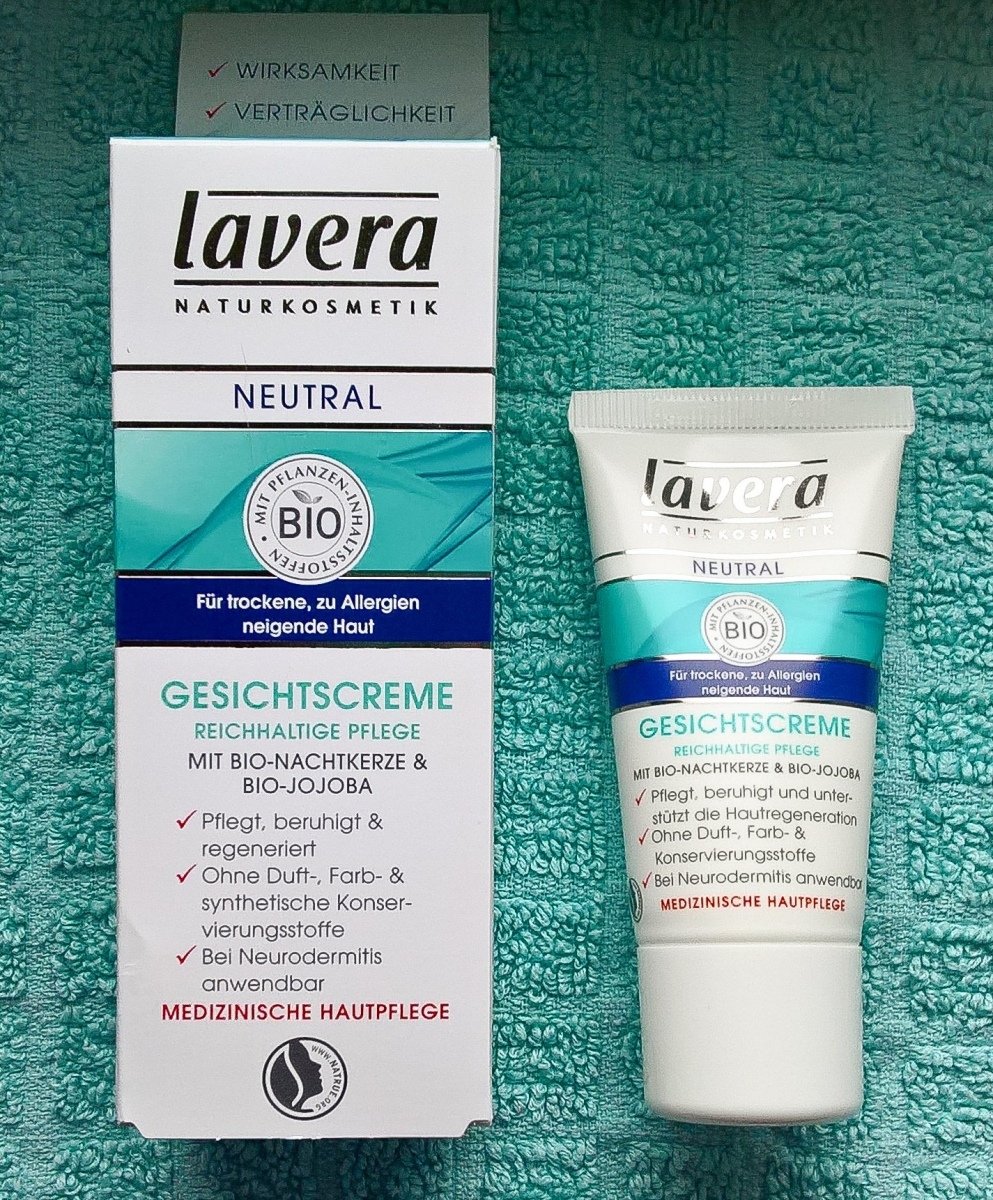 ✓ WIRKSAMKEIT
✓ VERTRÄGLICHKEIT
lavera
NATURKOSMETIK
NEUTRAL
MIT PFLANZEN-INHALTSSTOFFEN •
BIO
Für trockene, zu Allergien
neigende Haut
GESICHTSCREME
REICHHALTIGE PFLEGE
MIT BIO-NACHTKERZE &
BIO-JOJOBA
✓ Pflegt, beruhigt &
regeneriert
✓ Ohne Duft-, Farb- &
synthetische Konser-
vierungsstoffe
✓ Bei Neurodermitis
anwendbar
MEDIZINISCHE HAUTPFLEGE
WWW.NATRUE.ORG
lavera
NATURKOSMETIK
NEUTRAL
MIT PFLANZEN-INHALTSSTOFFEN •
BIO
Für trockene, zu Allergien
neigende Haut
GESICHTSCREME
REICHHALTIGE PFLEGE
MIT BIO-NACHTKERZE & BIO-JOJOBA
✓ Pflegt, beruhigt und unter-
stützt die Hautregeneration
✓ Ohne Duft-, Farb- &
Konservierungsstoffe
✓ Bei Neurodermitis anwendbar
MEDIZINISCHE HAUTPFLEGE